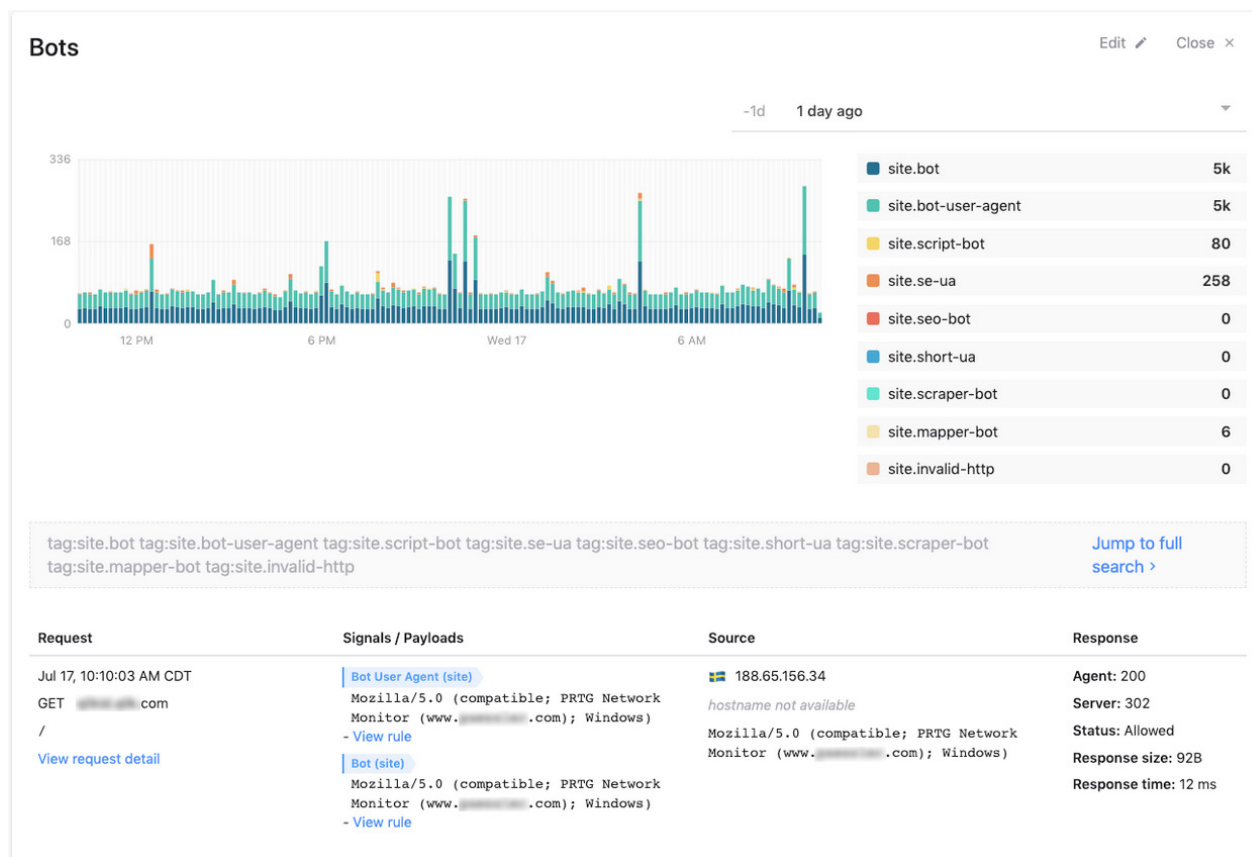 Bots
Edit
Close ×
-1d 1 day ago
336
168
0
12 PM
6 PM
Wed 17
6 AM
site.bot 5k
site.bot-user-agent 5k
site.script-bot 80
site.se-ua 258
site.seo-bot 0
site.short-ua 0
site.scraper-bot 0
site.mapper-bot 6
site.invalid-http 0
tag:site.bot tag:site.bot-user-agent tag:site.script-bot tag:site.se-ua tag:site.seo-bot tag:site.short-ua tag:site.scraper-bot
tag:site.mapper-bot tag:site.invalid-http
Jump to full
search >
Request
Jul 17, 10:10:03 AM CDT
GET .com
/
View request detail
Signals / Payloads
Bot User Agent (site)
Mozilla/5.0 (compatible; PRTG Network
Monitor (www. .com); Windows)
- View rule
Bot (site)
Mozilla/5.0 (compatible; PRTG Network
Monitor (www. .com); Windows)
- View rule
Source
188.65.156.34
hostname not available
Mozilla/5.0 (compatible; PRTG Network
Monitor (www. .com); Windows)
Response
Agent: 200
Server: 302
Status: Allowed
Response size: 92B
Response time: 12 ms